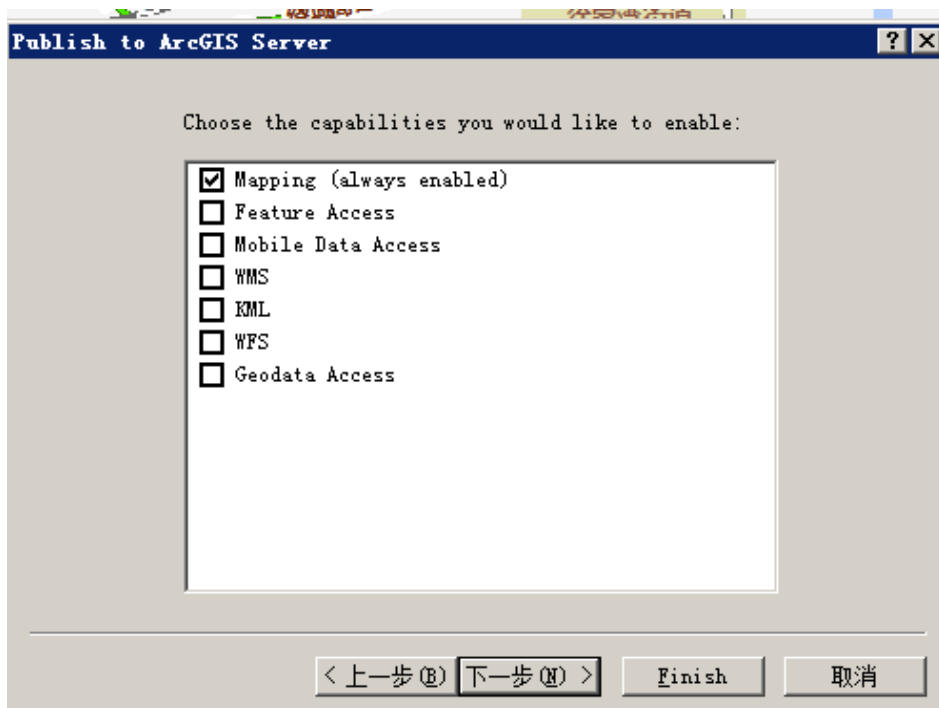 Publish to ArcGIS Server
Choose the capabilities you would like to enable:
Mapping (always enabled)
Feature Access
Mobile Data Access
WMS
KML
WFS
Geodata Access
< 上一步(B) 下一步(N) > Finish 取消